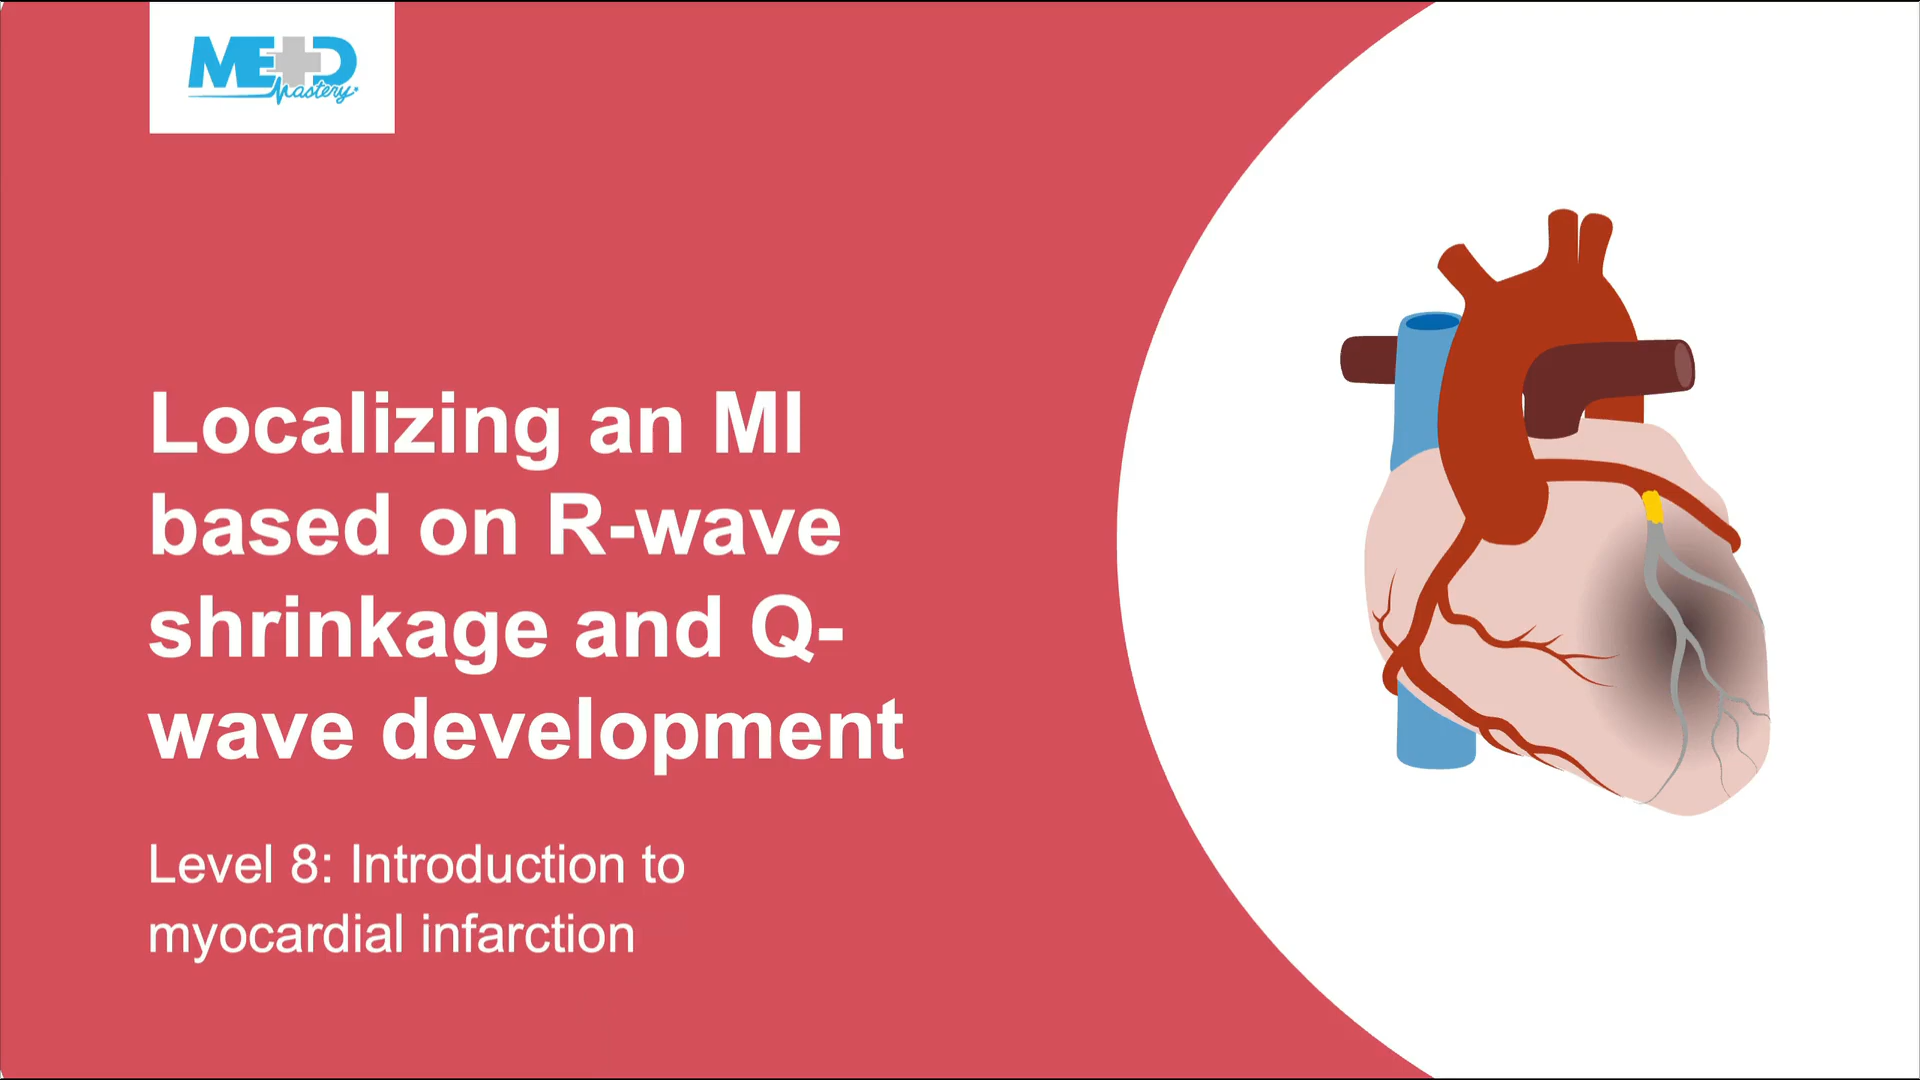 MED
Mastery
Localizing an MI
based on R-wave
shrinkage and Q-
wave development
Level 8: Introduction to
myocardial infarction